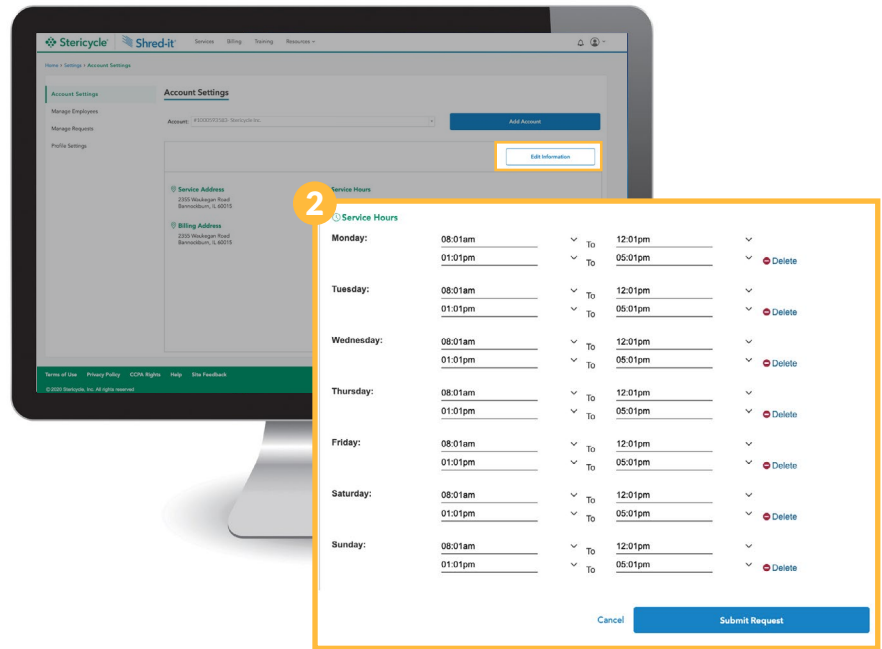 Stericycle® Shred-it® Services Billing Training Resources
Home > Settings > Account Settings
Account Settings
Manage Employees
Manage Requests
Profile Settings
Account Settings
Account: Stericycle Inc.
Add Account
Edit Information
Service Address
2355 Waukegan Road
Bannockburn, IL 60015
Billing Address
2355 Waukegan Road
Bannockburn, IL 60015
Service Hours
Terms of Use Privacy Policy CCPA Rights Help Site Feedback
©2020 Stericycle, Inc. All rights reserved
2
Service Hours
Monday: 08:01am To 12:01pm
01:01pm To 05:01pm Delete
Tuesday: 08:01am To 12:01pm
01:01pm To 05:01pm Delete
Wednesday: 08:01am To 12:01pm
01:01pm To 05:01pm Delete
Thursday: 08:01am To 12:01pm
01:01pm To 05:01pm Delete
Friday: 08:01am To 12:01pm
01:01pm To 05:01pm Delete
Saturday: 08:01am To 12:01pm
01:01pm To 05:01pm Delete
Sunday: 08:01am To 12:01pm
01:01pm To 05:01pm Delete
Cancel Submit Request